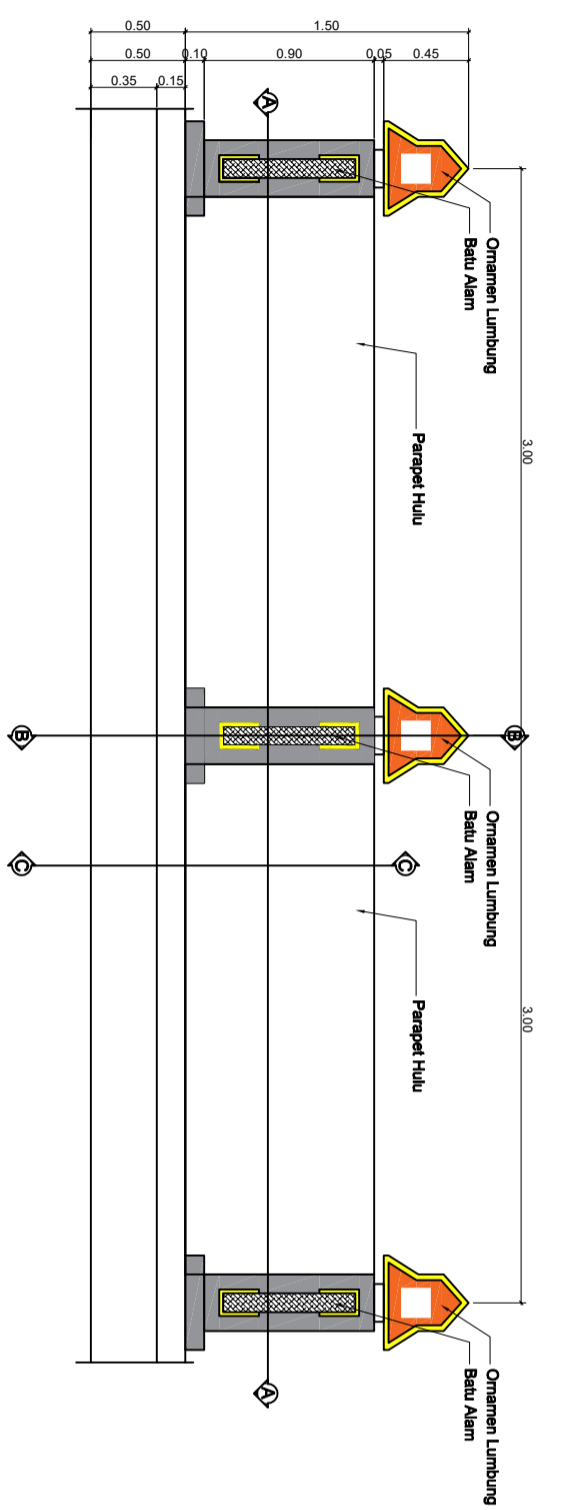 0.50
1.50
0.50
0.10
0.90
0.05
0.45
0.35
0.15
A
Ornamen Lumbung
Batu Alam
Parapet Hulu
3.00
B
B
Ornamen Lumbung
Batu Alam
C
C
Parapet Hulu
3.00
Ornamen Lumbung
Batu Alam
A